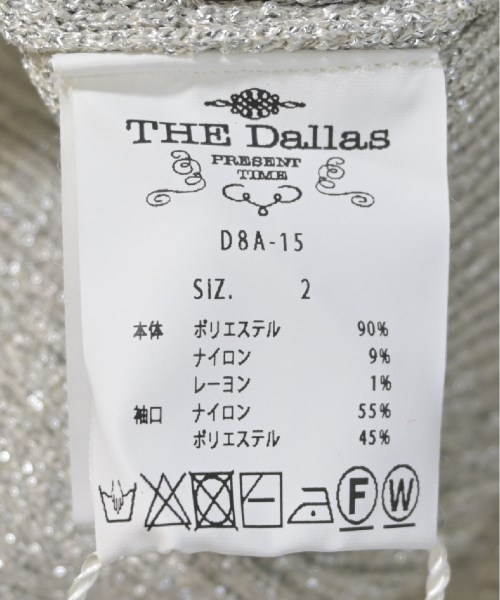 THE Dallas
PRESENT
TIME
D8A-15
SIZ. 2
本体 ポリエステル 90%
ナイロン 9%
レーヨン 1%
袖口 ナイロン 55%
ポリエステル 45%
F W